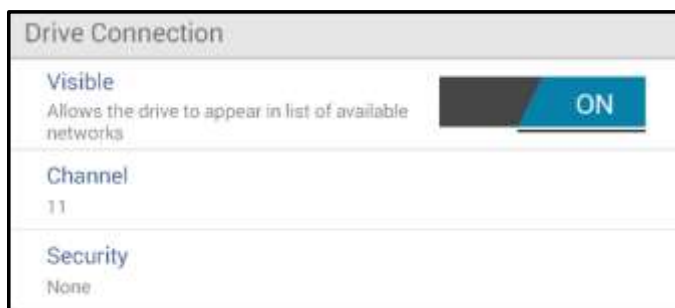 Drive Connection
Visible
Allows the drive to appear in list of available
networks
ON
Channel
11
Security
None